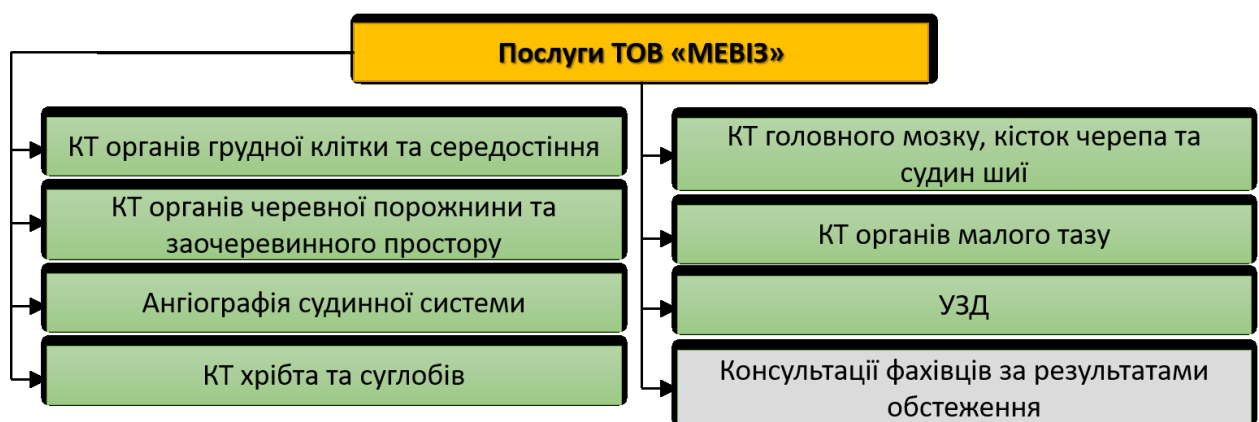 Послуги ТОВ «МЕВІЗ»
КТ органів грудної клітки та середостіння
КТ органів черевної порожнини та
заочеревинного простору
Ангіографія судинної системи
КТ хрібта та суглобів
КТ головного мозку, кісток черепа та
судин шиї
КТ органів малого тазу
УЗД
Консультації фахівців за результатами
обстеження